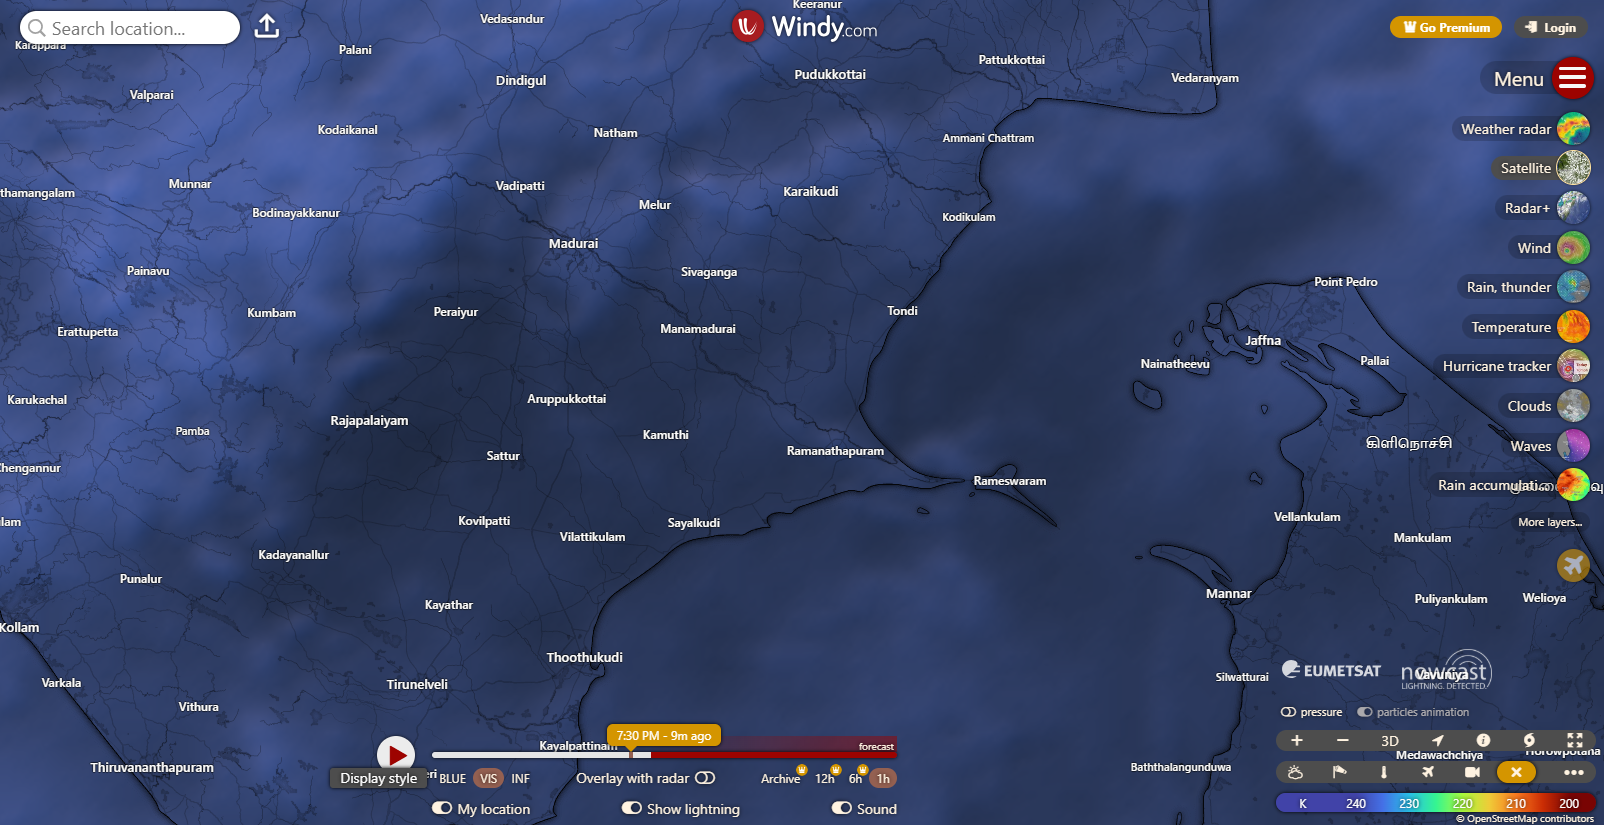 Search location...
Windy.com
Go Premium
Login
Menu
Weather radar
Satellite
Radar+
Wind
Rain, thunder
Temperature
Hurricane tracker
Clouds
Waves
Rain accumulati...
More layers...
Keeranur
Vedasandur
Karappara
Palani
Pattukkottai
Dindigul
Pudukkottai
Vedaranyam
Valparai
Kodaikanal
Natham
Ammani Chattram
Munnar
Vadipatti
thamangalam
Karaikudi
Melur
Bodinayakkanur
Kodikulam
Madurai
Painavu
Sivaganga
Point Pedro
Kumbam
Peraiyur
Tondi
Erattupetta
Manamadurai
Jaffna
Nainatheevu
Pallai
Karukachal
Aruppukkottai
Rajapalaiyam
Pamba
Kamuthi
கிளிநொச்சி
Ramanathapuram
Sattur
Chengannur
Rameswaram
Vellankulam
Kovilpatti
Sayalkudi
lam
Vilattikulam
Mankulam
Kadayanallur
Punalur
Mannar
Puliyankulam
Welioya
Kayathar
Kollam
Thoothukudi
Silwatturai
Vavuniya
Varkala
Tirunelveli
Vithura
Kayalpattinam
Thiruvananthapuram
Baththalangunduwa
Medawachchiya
Horowpotana
EUMETSAT
nowcast
LIGHTNING. DETECTED.
pressure
particles animation
3D
7:30 PM - 9m ago
forecast
Display style
eri
BLUE
VIS
INF
Overlay with radar
Archive
12h
6h
1h
My location
Show lightning
Sound
K 240 230 220 210 200
© OpenStreetMap contributors